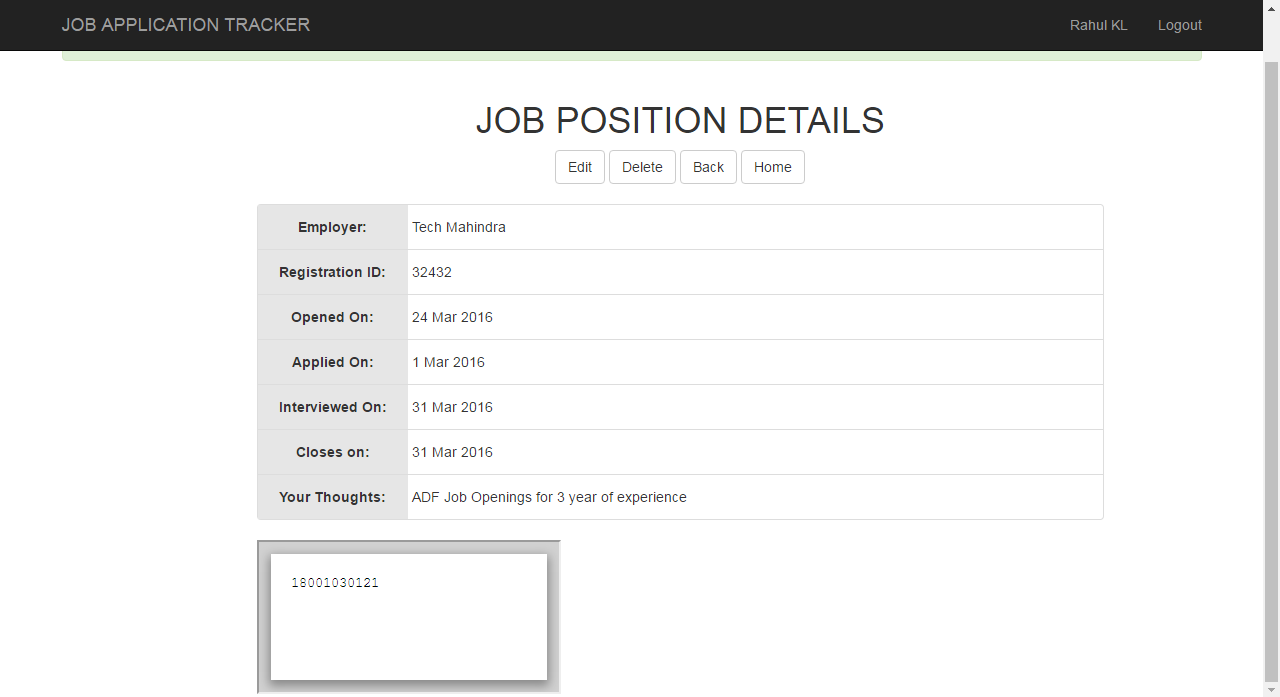 JOB APPLICATION TRACKER Rahul KL Logout
JOB POSITION DETAILS
Edit Delete Back Home
Employer: Tech Mahindra
Registration ID: 32432
Opened On: 24 Mar 2016
Applied On: 1 Mar 2016
Interviewed On: 31 Mar 2016
Closes on: 31 Mar 2016
Your Thoughts: ADF Job Openings for 3 year of experience
18001030121